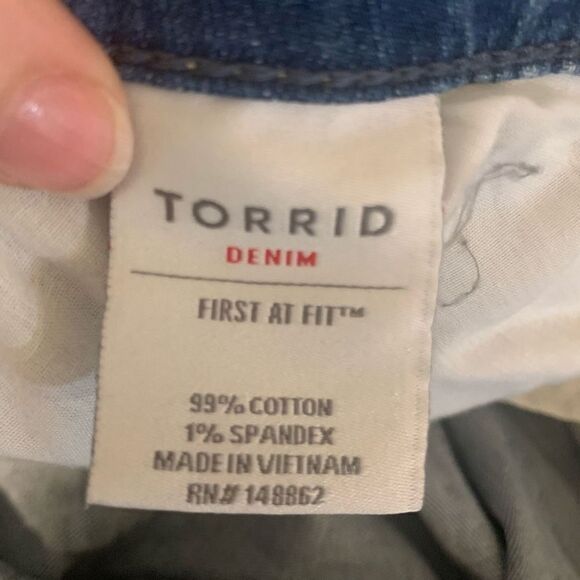 TORRID
DENIM
FIRST AT FIT™
99% COTTON
1% SPANDEX
MADE IN VIETNAM
RN# 148862